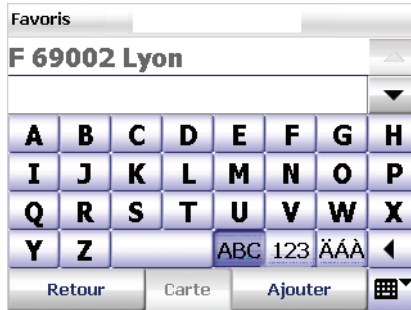 Favoris
F 69002 Lyon
A B C D E F G H
I J K L M N O P
Q R S T U V W X
Y Z ABC 123 ÄÁÀ
Retour Carte Ajouter